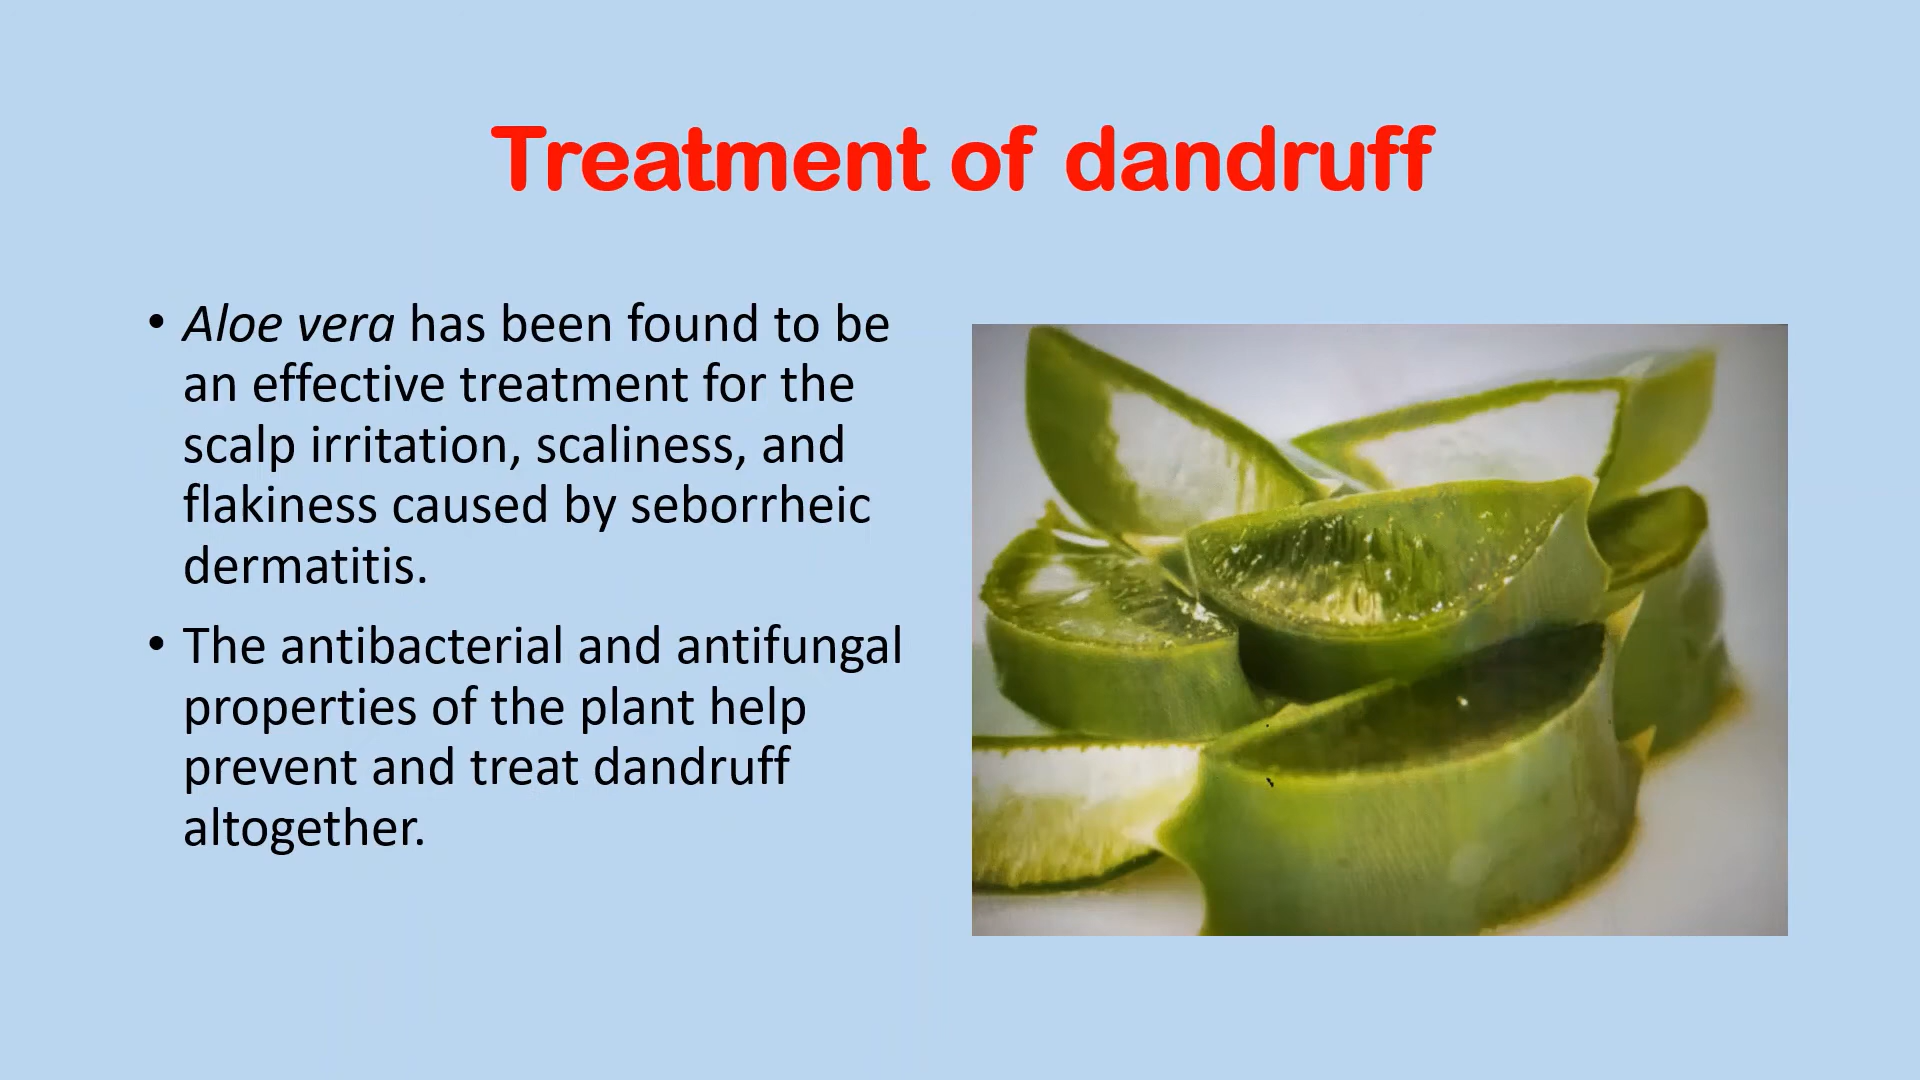 Treatment of dandruff
• Aloe vera has been found to be
an effective treatment for the
scalp irritation, scaliness, and
flakiness caused by seborrheic
dermatitis.
• The antibacterial and antifungal
properties of the plant help
prevent and treat dandruff
altogether.